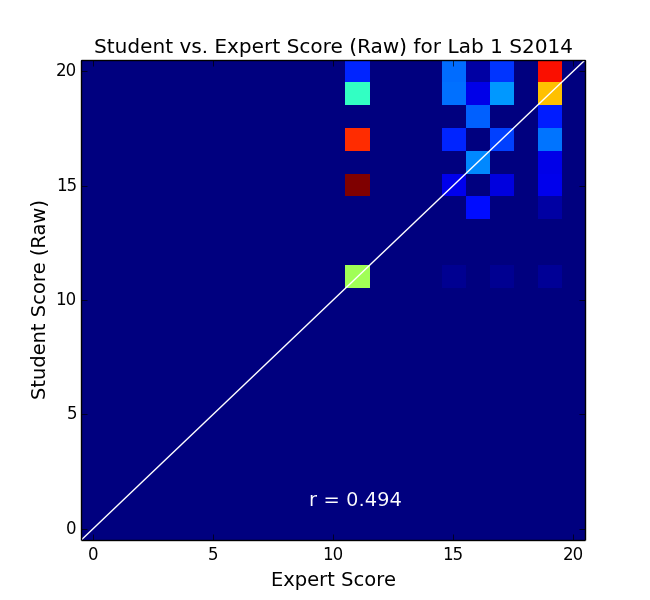 Student vs. Expert Score (Raw) for Lab 1 S2014
20
15
10
5
0
Student Score (Raw)
r = 0.494
0 5 10 15 20
Expert Score